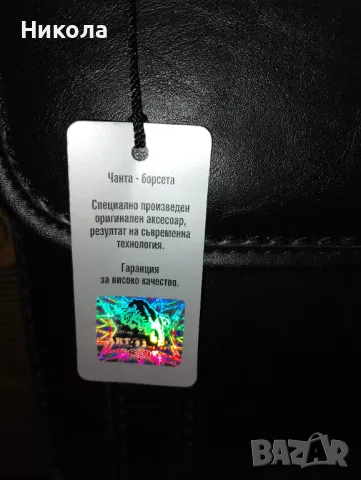 Никола
Чанта - борсета
Специално произведен
оригинален аксесоар,
резултат на съвременна
технология.
Гаранция
за високо качество.
BAZAR